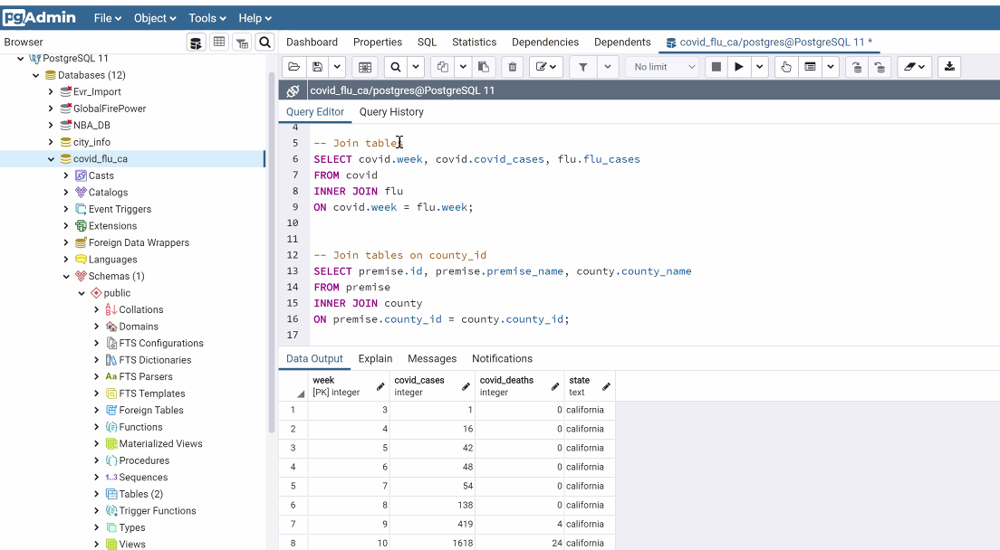 pgAdmin File Object Tools Help
Browser
Dashboard Properties SQL Statistics Dependencies Dependents covid_flu_ca/postgres@PostgreSQL 11 *
PostgreSQL 11
Databases (12)
Evr_Import
GlobalFirePower
NBA_DB
city_info
covid_flu_ca
Casts
Catalogs
Event Triggers
Extensions
Foreign Data Wrappers
Languages
Schemas (1)
public
Collations
Domains
FTS Configurations
FTS Dictionaries
Aa FTS Parsers
FTS Templates
Foreign Tables
Functions
Materialized Views
Procedures
1..3 Sequences
Tables (2)
Trigger Functions
Types
Views
No limit
covid_flu_ca/postgres@PostgreSQL 11
Query Editor Query History
4
5 -- Join tables
6 SELECT covid.week, covid.covid_cases, flu.flu_cases
7 FROM covid
8 INNER JOIN flu
9 ON covid.week = flu.week;
10
11
12 -- Join tables on county_id
13 SELECT premise.id, premise.premise_name, county.county_name
14 FROM premise
15 INNER JOIN county
16 ON premise.county_id = county.county_id;
17
Data Output Explain Messages Notifications
week covid_cases covid_deaths state
[PK] integer integer integer text
1 3 1 0 california
2 4 16 0 california
3 5 42 0 california
4 6 48 0 california
5 7 54 0 california
6 8 138 0 california
7 9 419 4 california
8 10 1618 24 california